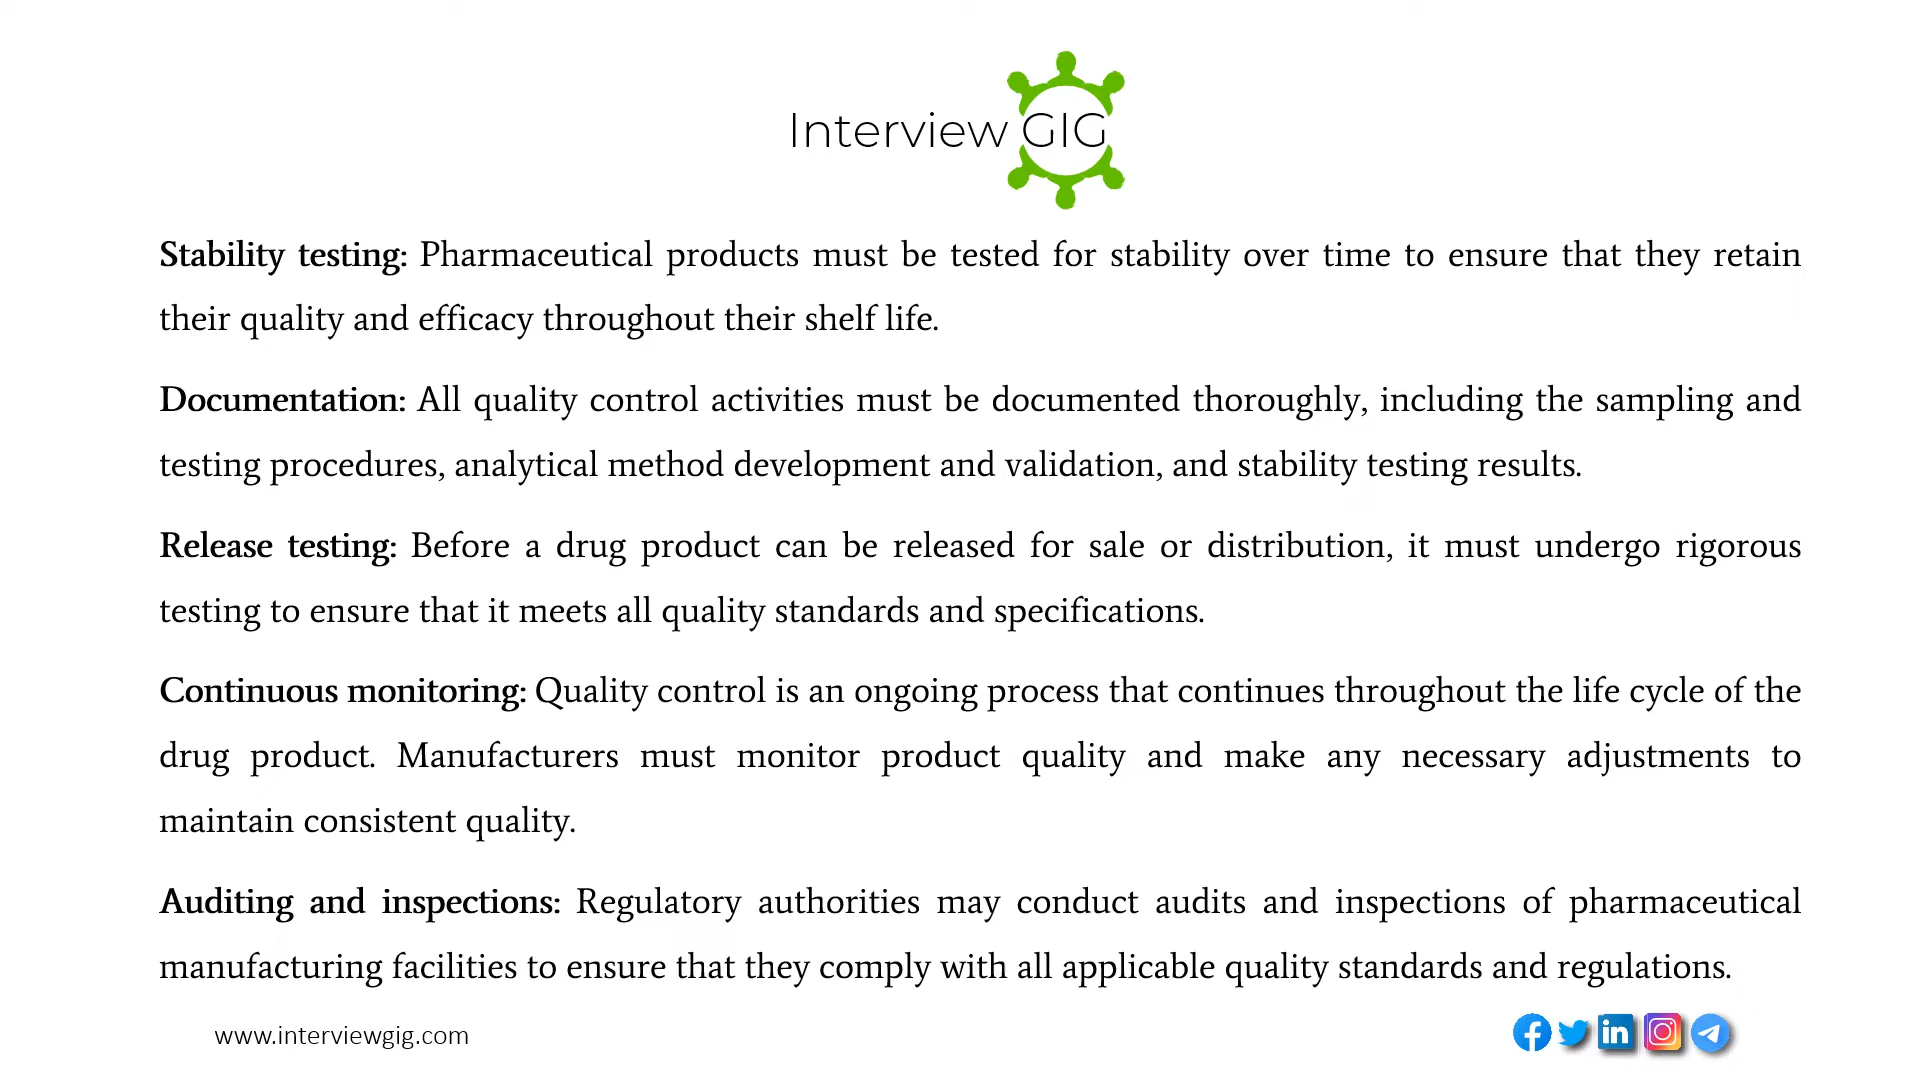 Interview GIG
Stability testing: Pharmaceutical products must be tested for stability over time to ensure that they retain
their quality and efficacy throughout their shelf life.
Documentation: All quality control activities must be documented thoroughly, including the sampling and
testing procedures, analytical method development and validation, and stability testing results.
Release testing: Before a drug product can be released for sale or distribution, it must undergo rigorous
testing to ensure that it meets all quality standards and specifications.
Continuous monitoring: Quality control is an ongoing process that continues throughout the life cycle of the
drug product. Manufacturers must monitor product quality and make any necessary adjustments to
maintain consistent quality.
Auditing and inspections: Regulatory authorities may conduct audits and inspections of pharmaceutical
manufacturing facilities to ensure that they comply with all applicable quality standards and regulations.
www.interviewgig.com